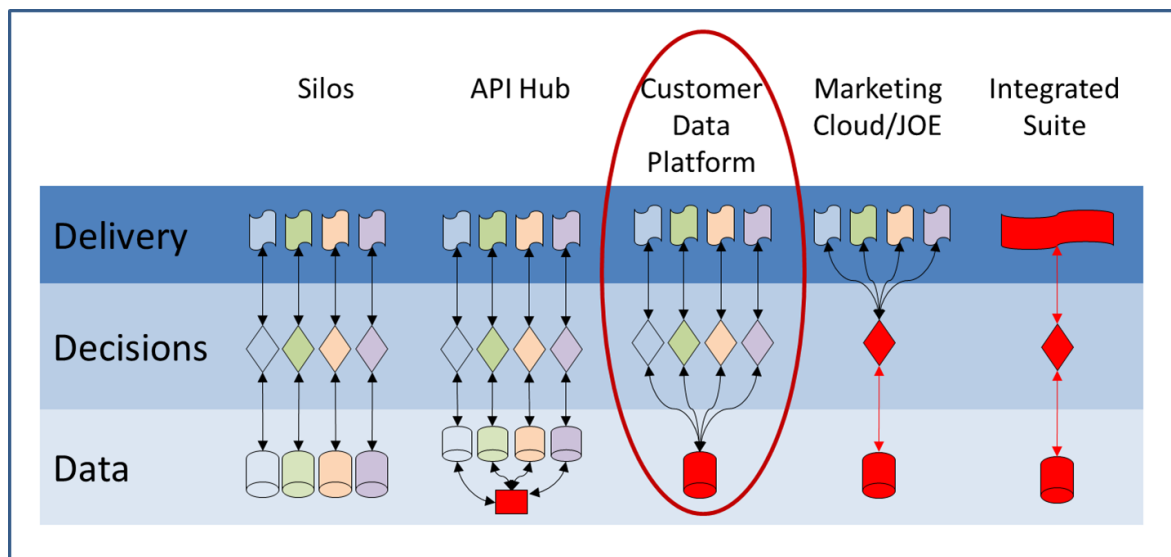 Silos
API Hub
Customer
Data
Platform
Marketing
Cloud/JOE
Integrated
Suite
Delivery
Decisions
Data